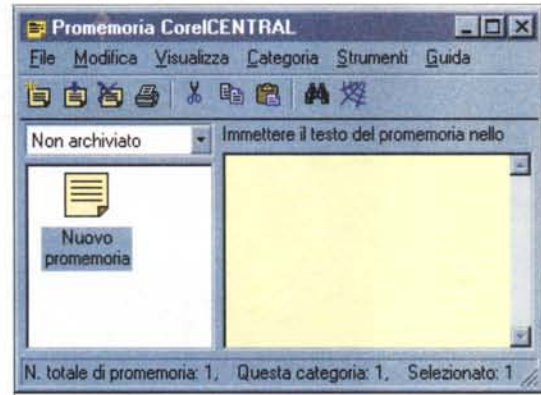 Promemoria CorelCENTRAL
File Modifica Visualizza Categoria Strumenti Guida
Non archiviato
Immettere il testo del promemoria nello
Nuovo
promemoria
N. totale di promemoria: 1, Questa categoria: 1, Selezionato: 1